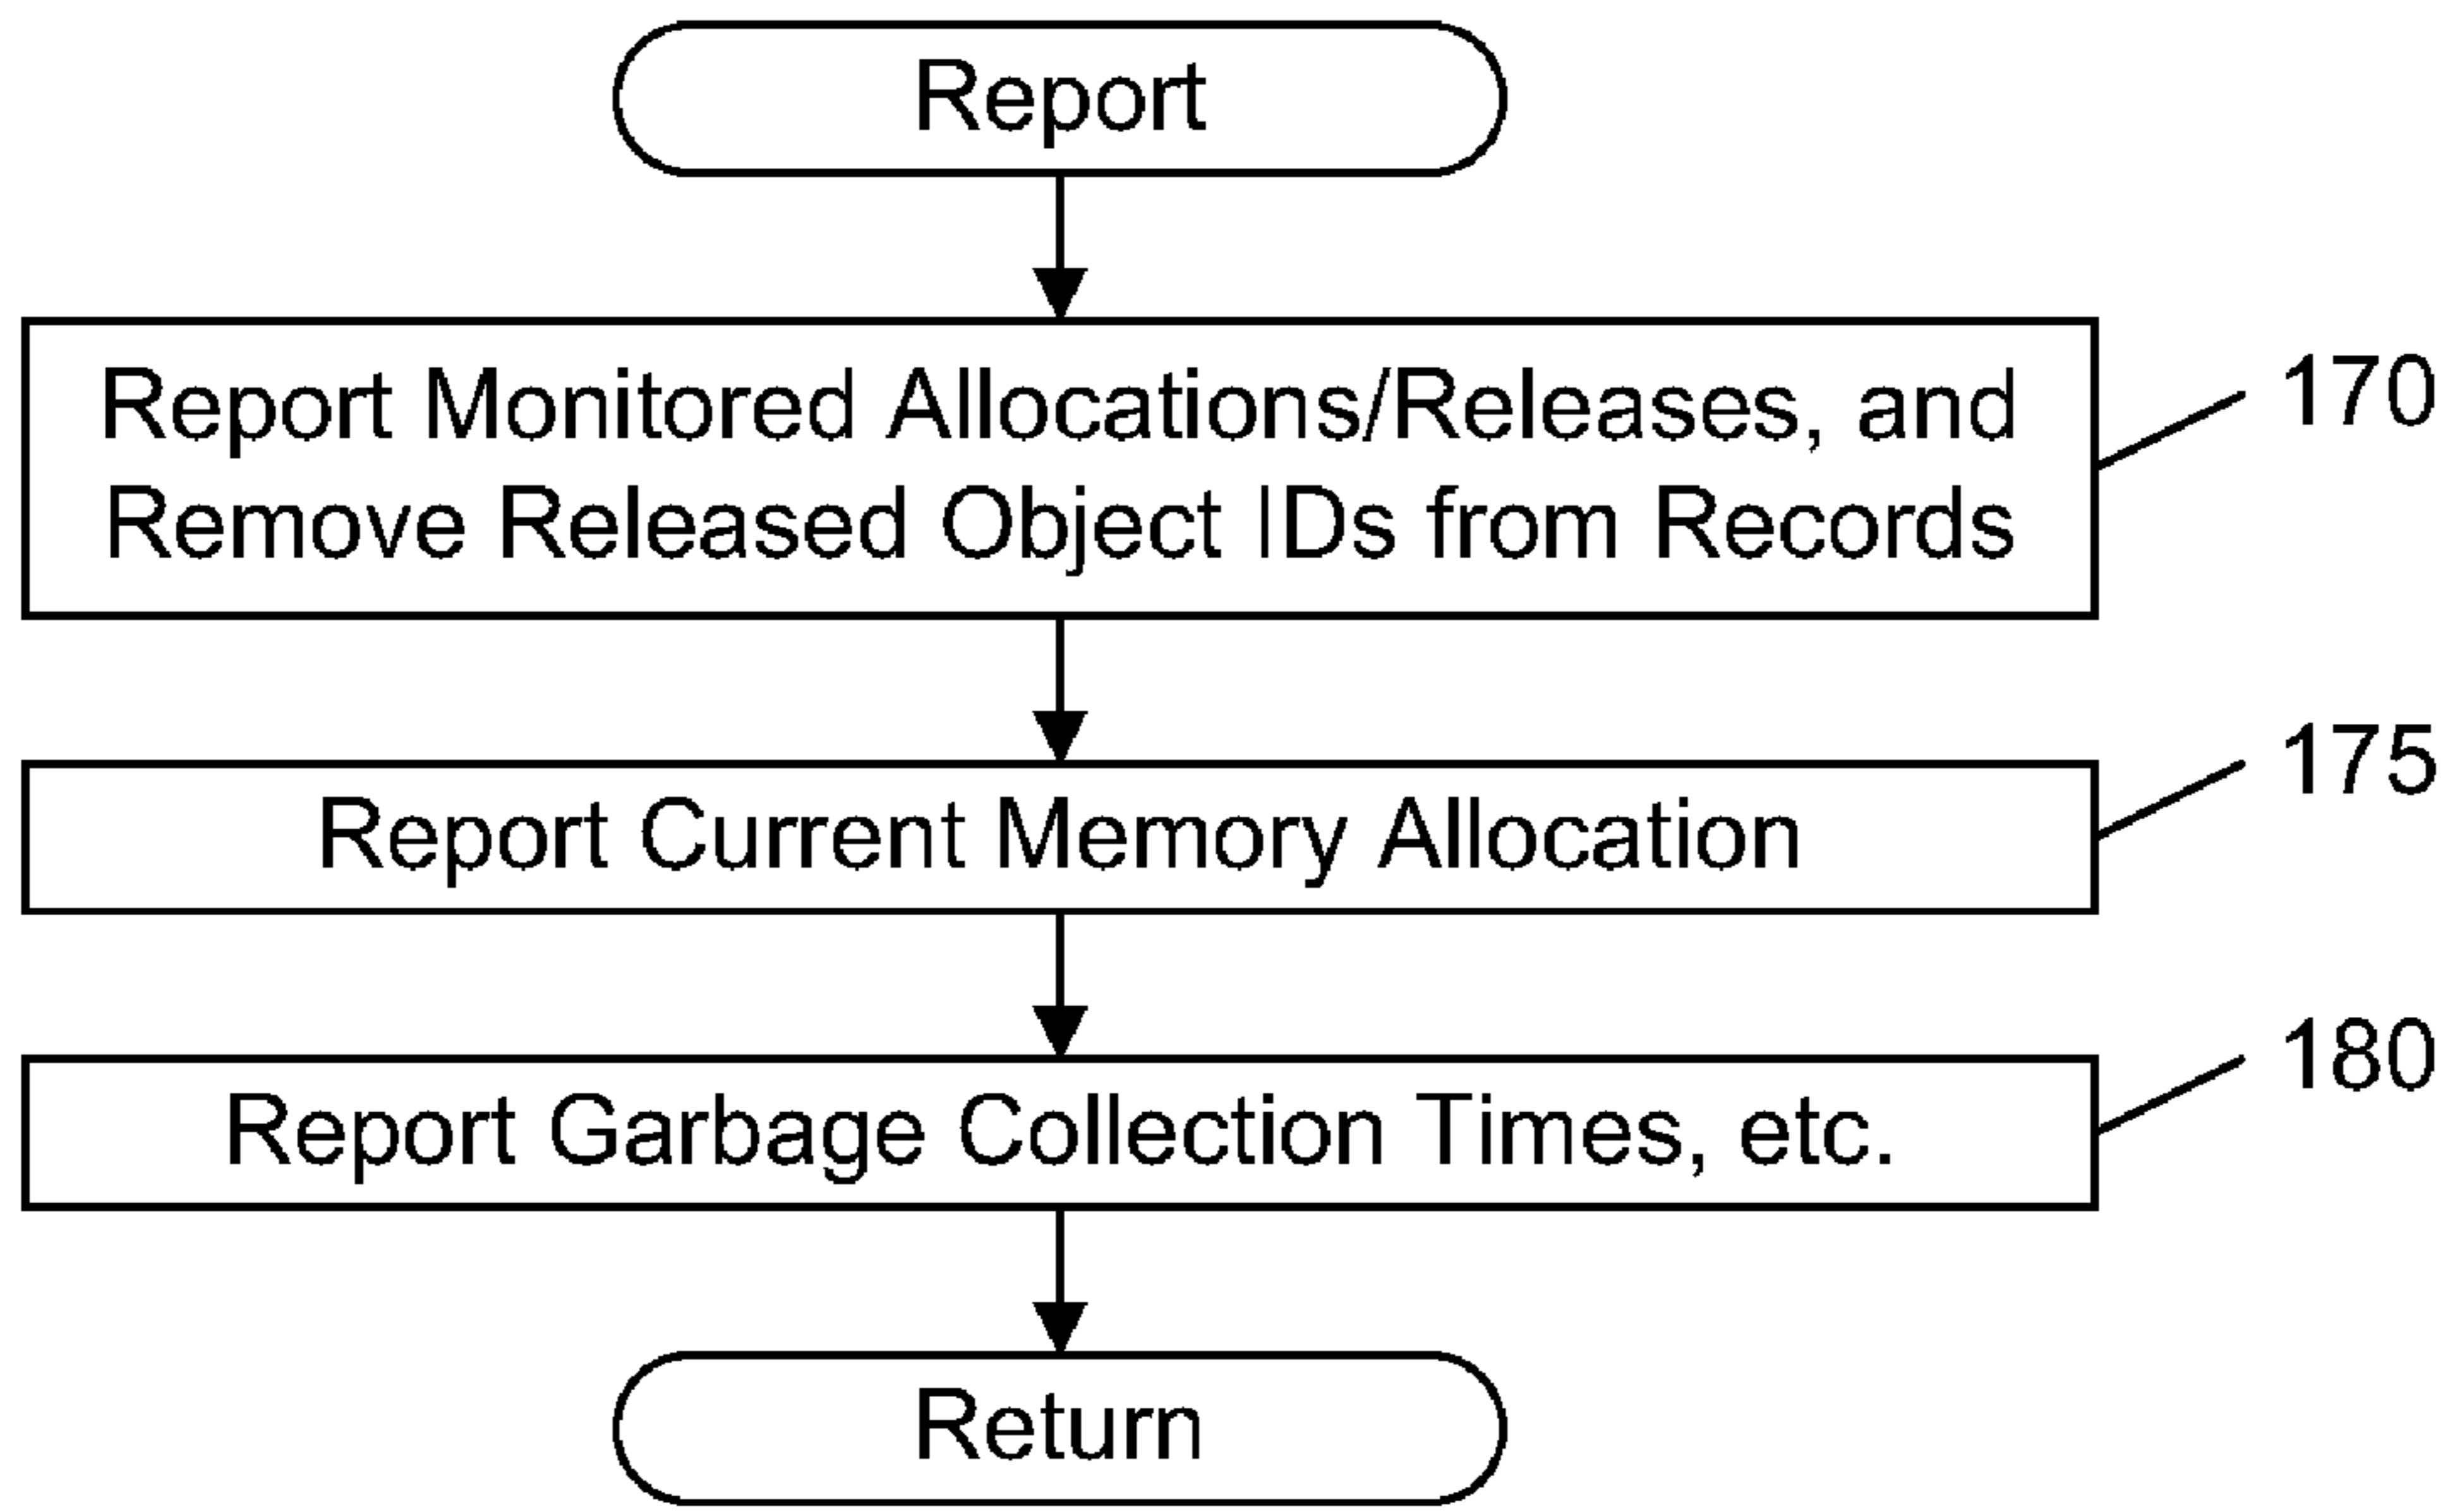 Report
Report Monitored Allocations/Releases, and
Remove Released Object IDs from Records
170
Report Current Memory Allocation
175
Report Garbage Collection Times, etc.
180
Return